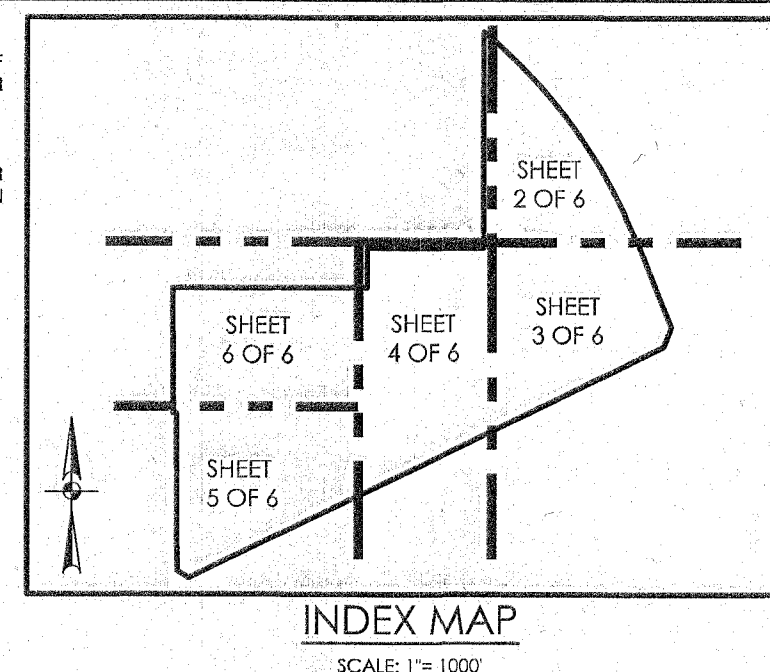 SHEET
2 OF 6
SHEET
3 OF 6
SHEET
4 OF 6
SHEET
6 OF 6
SHEET
5 OF 6
INDEX MAP
SCALE: 1"= 1000'